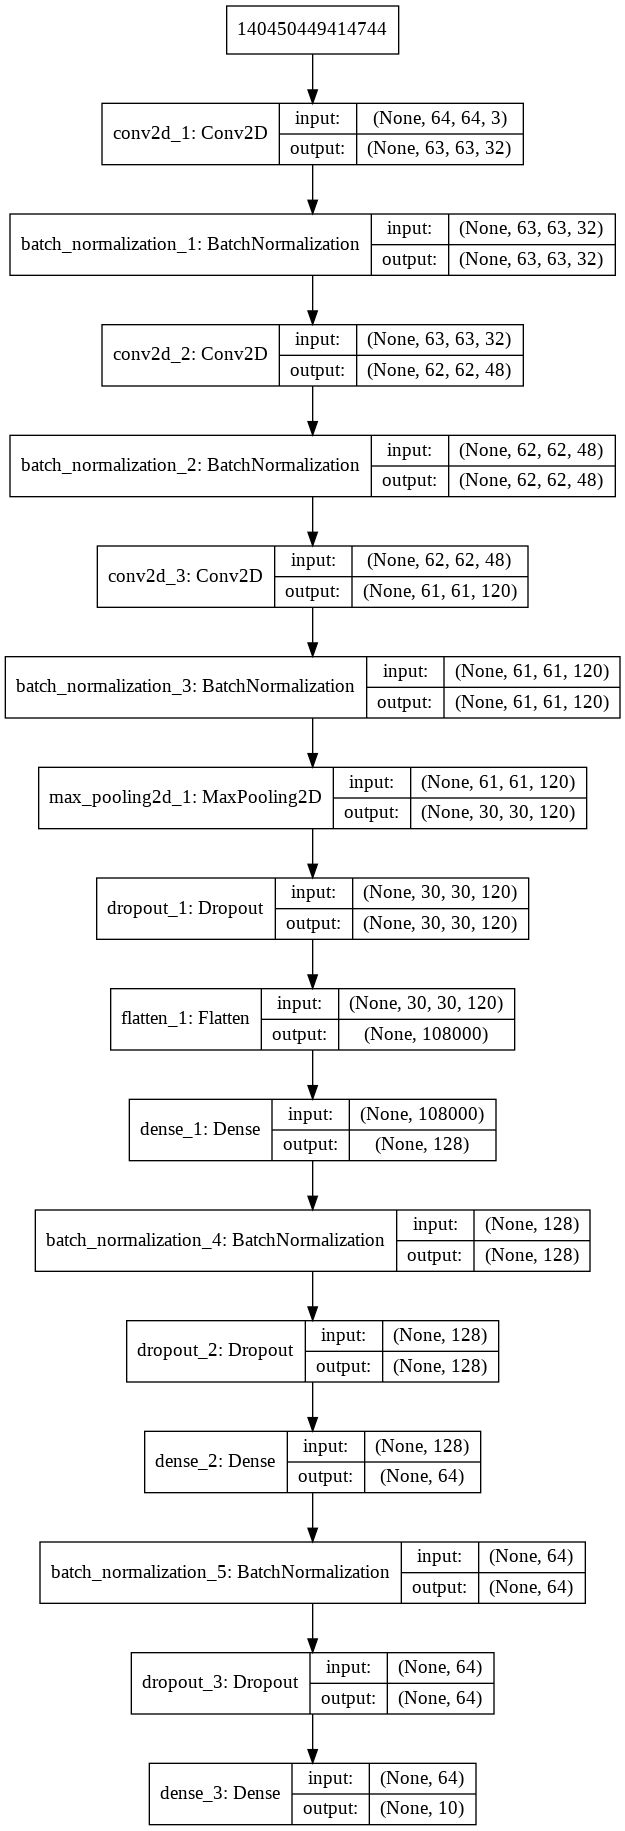 140450449414744
conv2d_1: Conv2D
input: (None, 64, 64, 3)
output: (None, 63, 63, 32)
batch_normalization_1: BatchNormalization
input: (None, 63, 63, 32)
output: (None, 63, 63, 32)
conv2d_2: Conv2D
input: (None, 63, 63, 32)
output: (None, 62, 62, 48)
batch_normalization_2: BatchNormalization
input: (None, 62, 62, 48)
output: (None, 62, 62, 48)
conv2d_3: Conv2D
input: (None, 62, 62, 48)
output: (None, 61, 61, 120)
batch_normalization_3: BatchNormalization
input: (None, 61, 61, 120)
output: (None, 61, 61, 120)
max_pooling2d_1: MaxPooling2D
input: (None, 61, 61, 120)
output: (None, 30, 30, 120)
dropout_1: Dropout
input: (None, 30, 30, 120)
output: (None, 30, 30, 120)
flatten_1: Flatten
input: (None, 30, 30, 120)
output: (None, 108000)
dense_1: Dense
input: (None, 108000)
output: (None, 128)
batch_normalization_4: BatchNormalization
input: (None, 128)
output: (None, 128)
dropout_2: Dropout
input: (None, 128)
output: (None, 128)
dense_2: Dense
input: (None, 128)
output: (None, 64)
batch_normalization_5: BatchNormalization
input: (None, 64)
output: (None, 64)
dropout_3: Dropout
input: (None, 64)
output: (None, 64)
dense_3: Dense
input: (None, 64)
output: (None, 10)